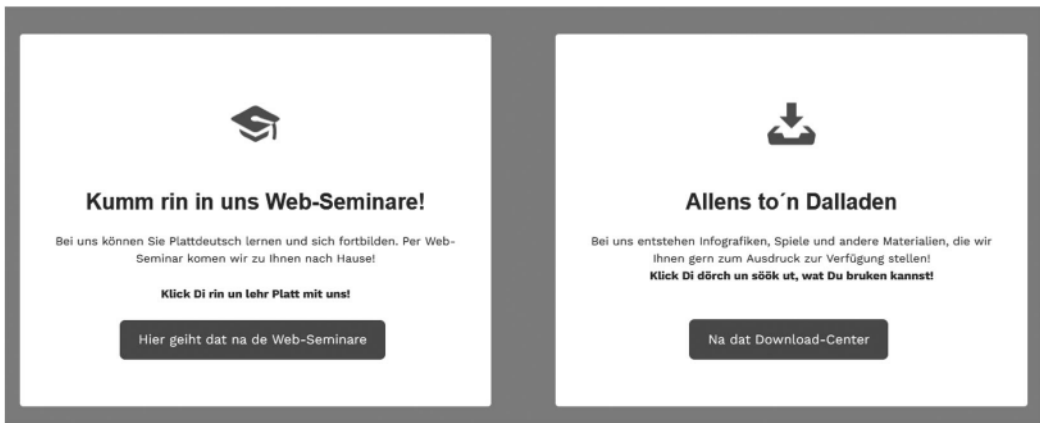 Kumm rin in uns Web-Seminare!
Bei uns können Sie Plattdeutsch lernen und sich fortbilden. Per Web-
Seminar komen wir zu Ihnen nach Hause!
Klick Di rin un lehr Platt mit uns!
Hier geiht dat na de Web-Seminare
Allens to´n Dalladen
Bei uns entstehen Infografiken, Spiele und andere Materialien, die wir
Ihnen gern zum Ausdruck zur Verfügung stellen!
Klick Di dörch un söök ut, wat Du bruken kannst!
Na dat Download-Center